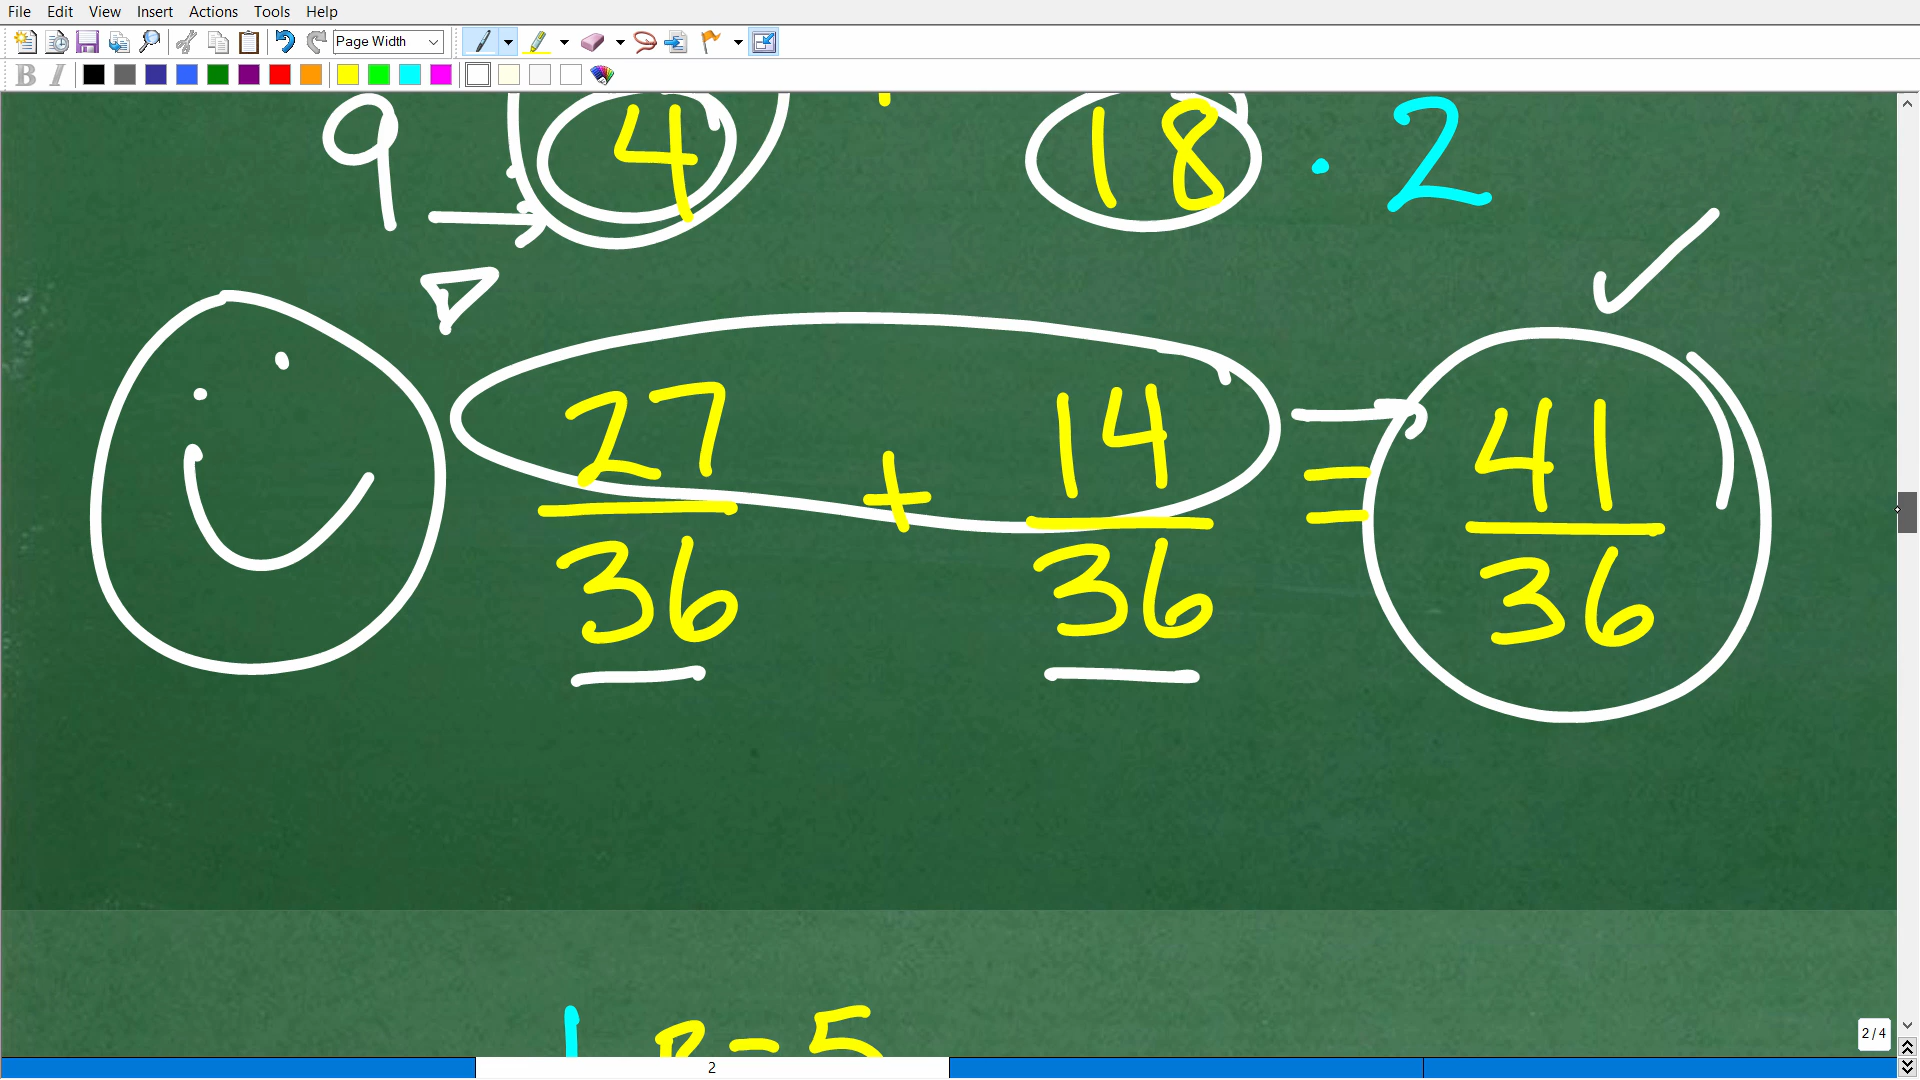 File Edit View Insert Actions Tools Help
Page Width
B I
9 4 18 · 2
27 + 14 = 41
36 36 36
2 / 4
2